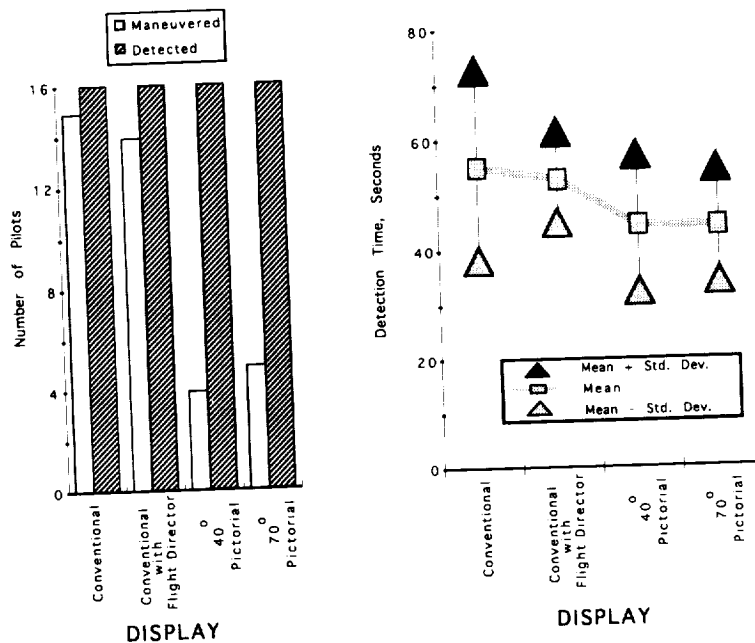 Maneuvered
Detected
Number of Pilots
16
12
8
4
0
Conventional
Conventional
with
Flight Director
40°
Pictorial
70°
Pictorial
DISPLAY
Detection Time, Seconds
80
60
40
20
0
Mean + Std. Dev.
Mean
Mean - Std. Dev.
Conventional
Conventional
with
Flight Director
40°
Pictorial
70°
Pictorial
DISPLAY